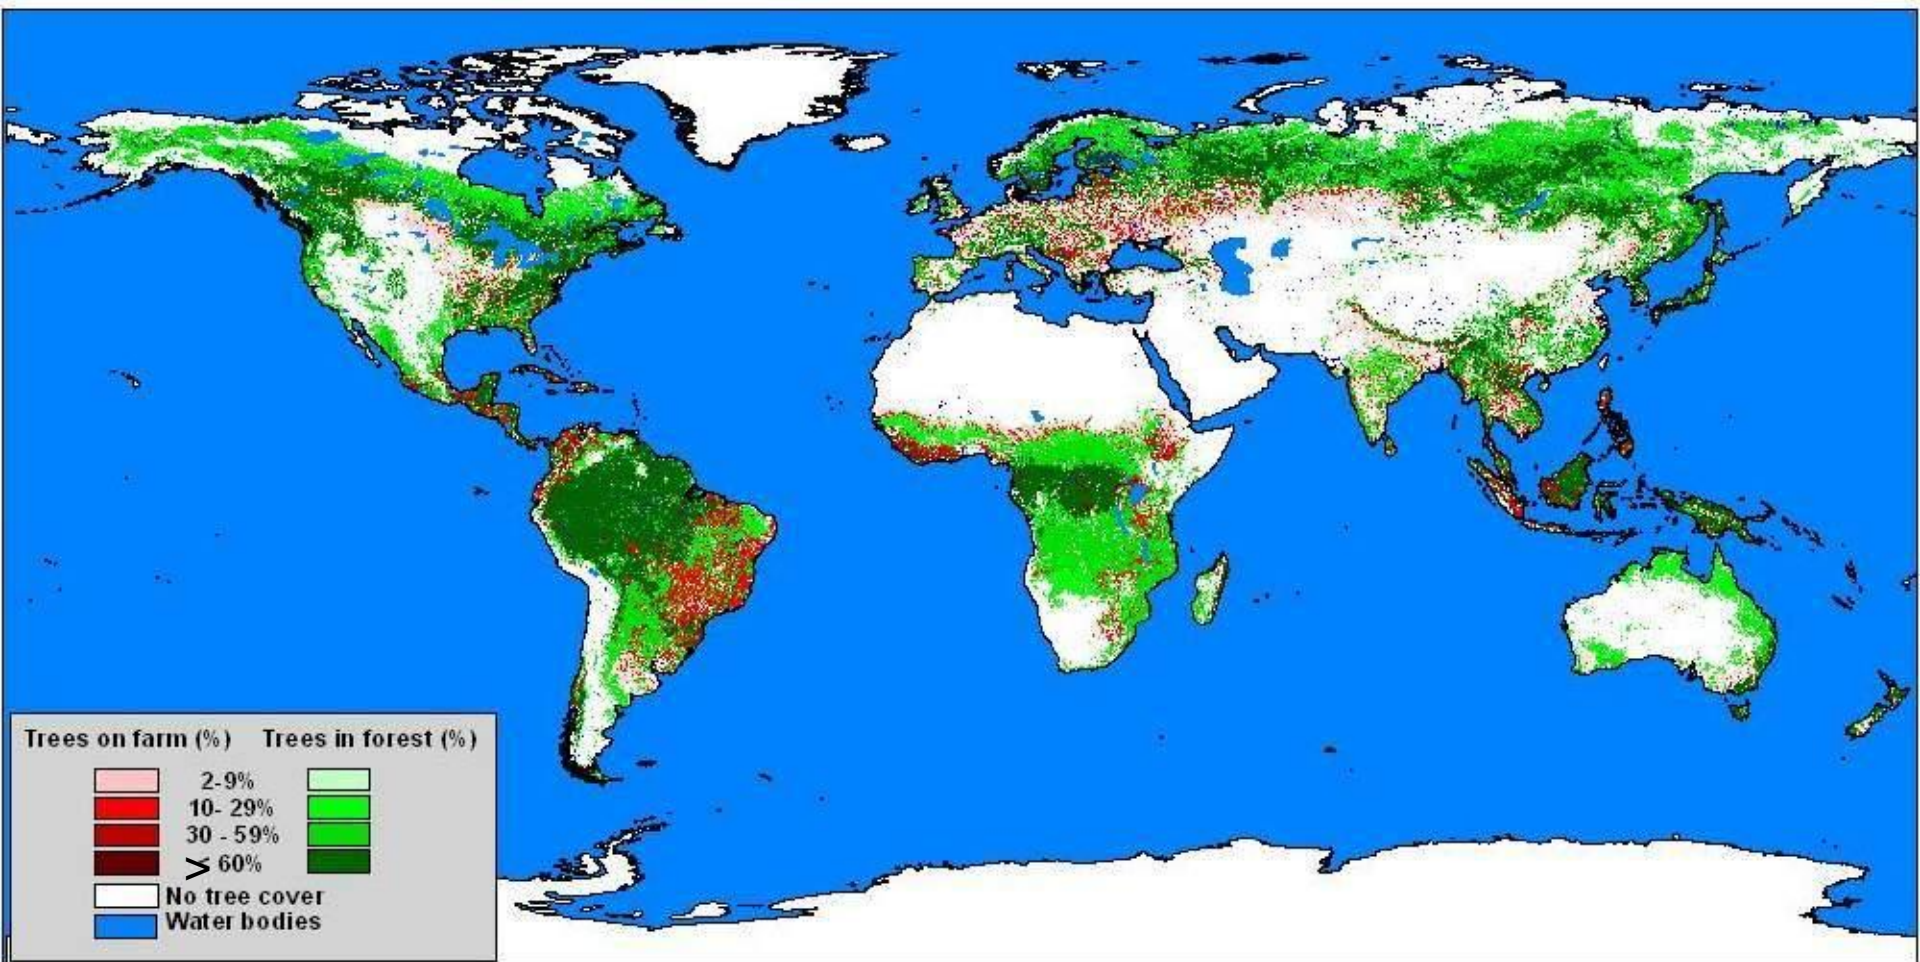 Trees on farm (%) Trees in forest (%)
2-9%
10- 29%
30 - 59%
> 60%
No tree cover
Water bodies